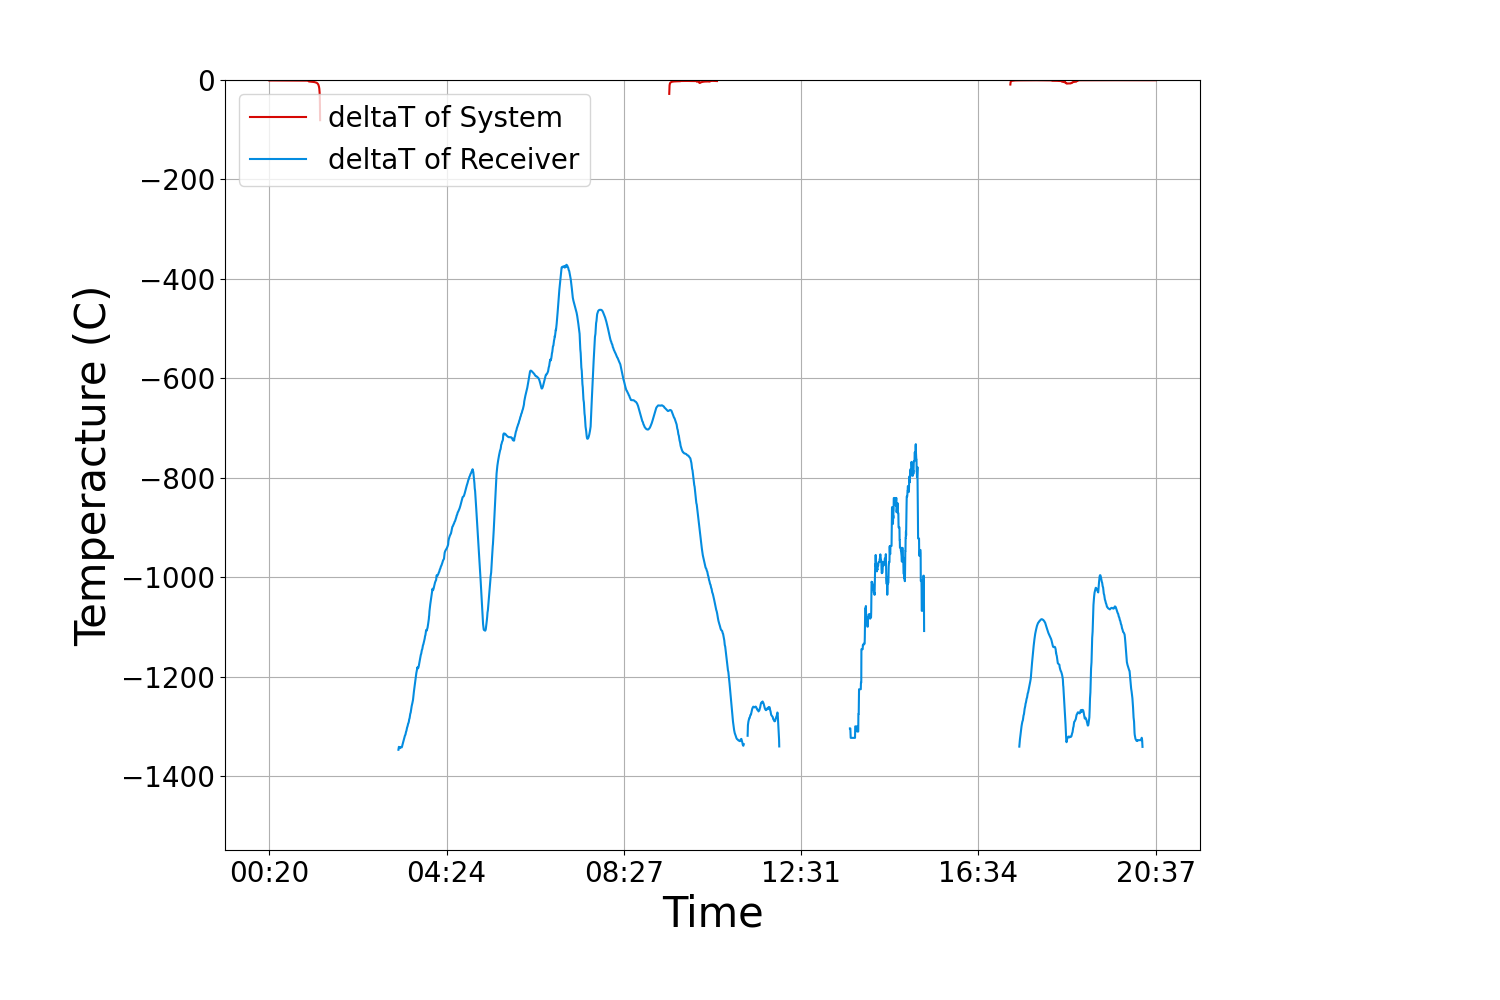 0
−200
−400
−600
−800
−1000
−1200
−1400
Temperacture (C)
deltaT of System
deltaT of Receiver
00:20 04:24 08:27 12:31 16:34 20:37
Time